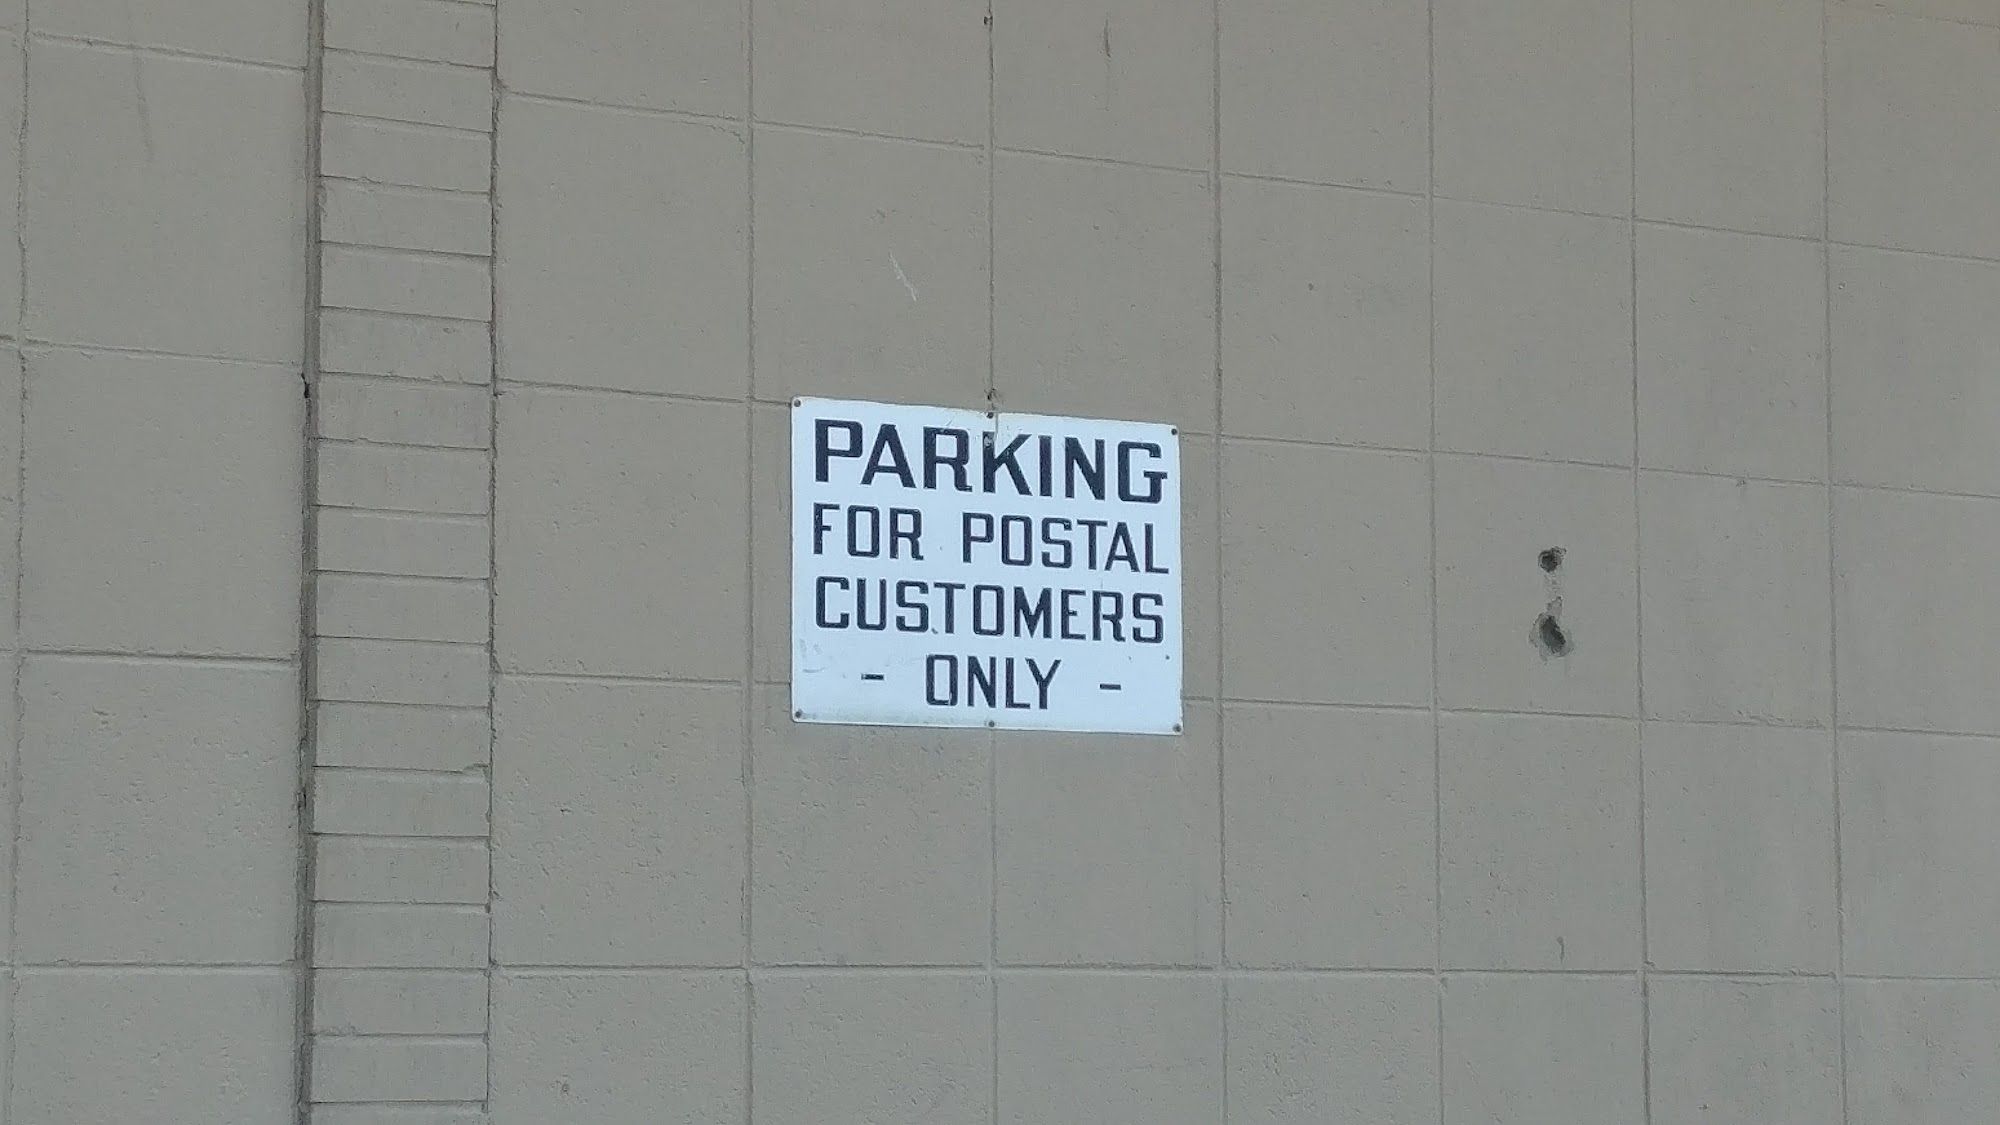 PARKING
FOR POSTAL
CUSTOMERS
- ONLY -